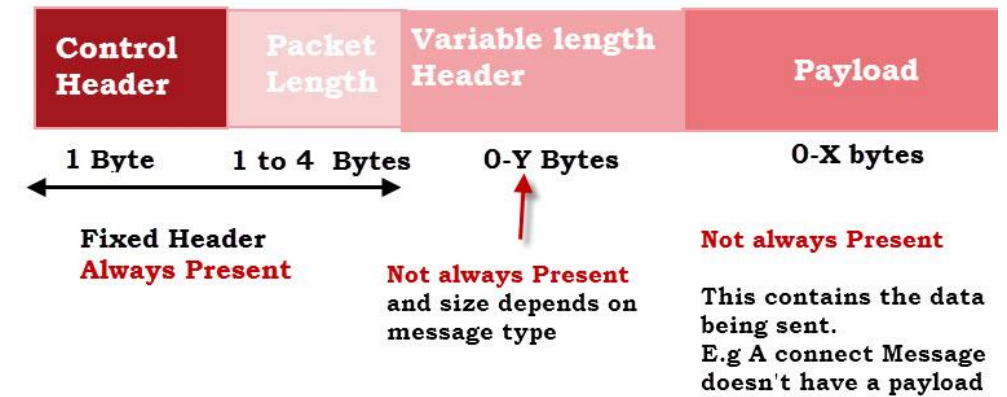 Control
Header
Packet
Length
Variable length
Header
Payload
1 Byte
1 to 4 Bytes
0-Y Bytes
0-X bytes
Fixed Header
Always Present
Not always Present
and size depends on
message type
Not always Present
This contains the data
being sent.
E.g A connect Message
doesn't have a payload